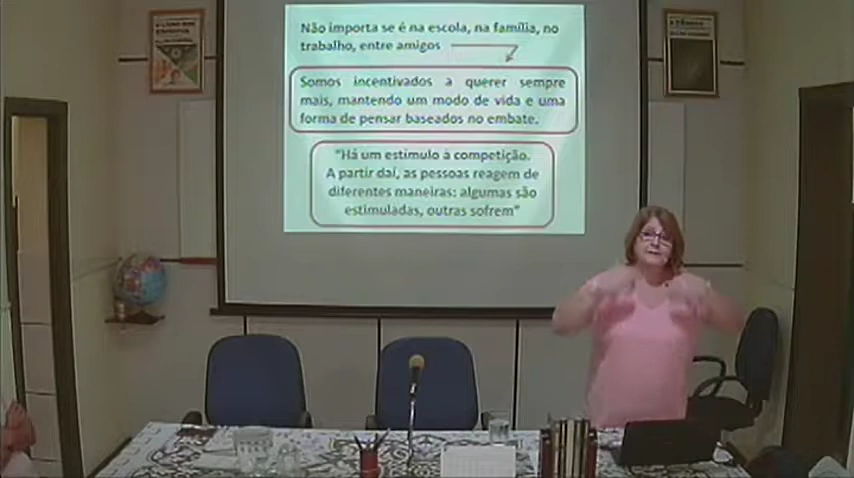 Não importa se é na escola, na família, no
trabalho, entre amigos
Somos incentivados a querer sempre
mais, mantendo um modo de vida e uma
forma de pensar baseados no embate.
"Há um estímulo à competição.
A partir daí, as pessoas reagem de
diferentes maneiras: algumas são
estimuladas, outras sofrem"